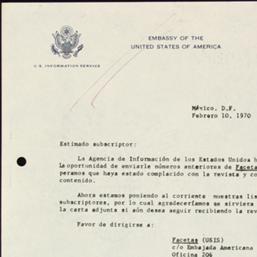 EMBASSY OF THE
UNITED STATES OF AMERICA
U.S. INFORMATION SERVICE
México, D.F.
Febrero 10, 1970
Estimado subscriptor:
La Agencia de Información de los Estados Unidos h
la oportunidad de enviarle números anteriores de Faceta
peramos que haya estado complacido con la revista y co
contenido.
Ahora estamos poniendo al corriente nuestras lis
subscriptores, por lo cual agradeceríamos se sirviera
la carta adjunta si aún desea seguir recibiendo la rev
Favor de dirigirse a:
Facetas (USIS)
c/o Embajada Americana
Oficina 206